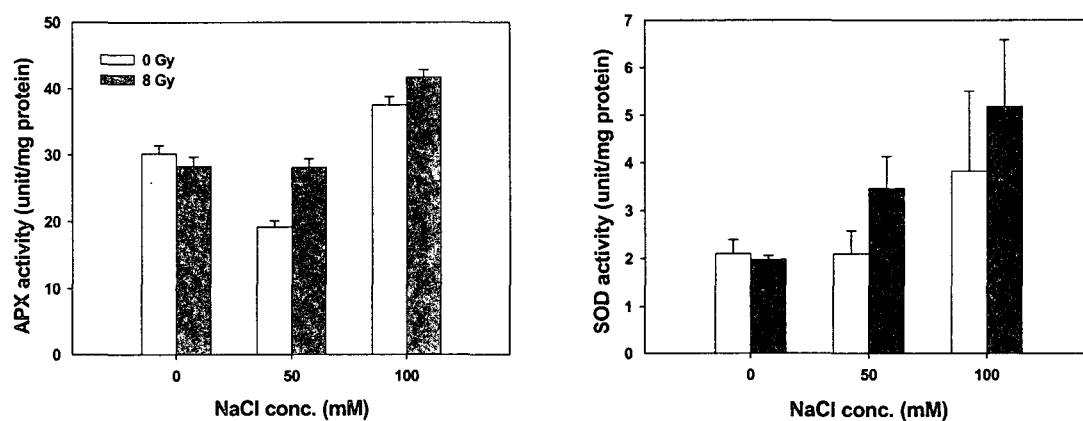 APX activity (unit/mg protein)
50
40
30
20
10
0
0 Gy
8 Gy
0 50 100
NaCl conc. (mM)
SOD activity (unit/mg protein)
7
6
5
4
3
2
1
0
0 50 100
NaCl conc. (mM)